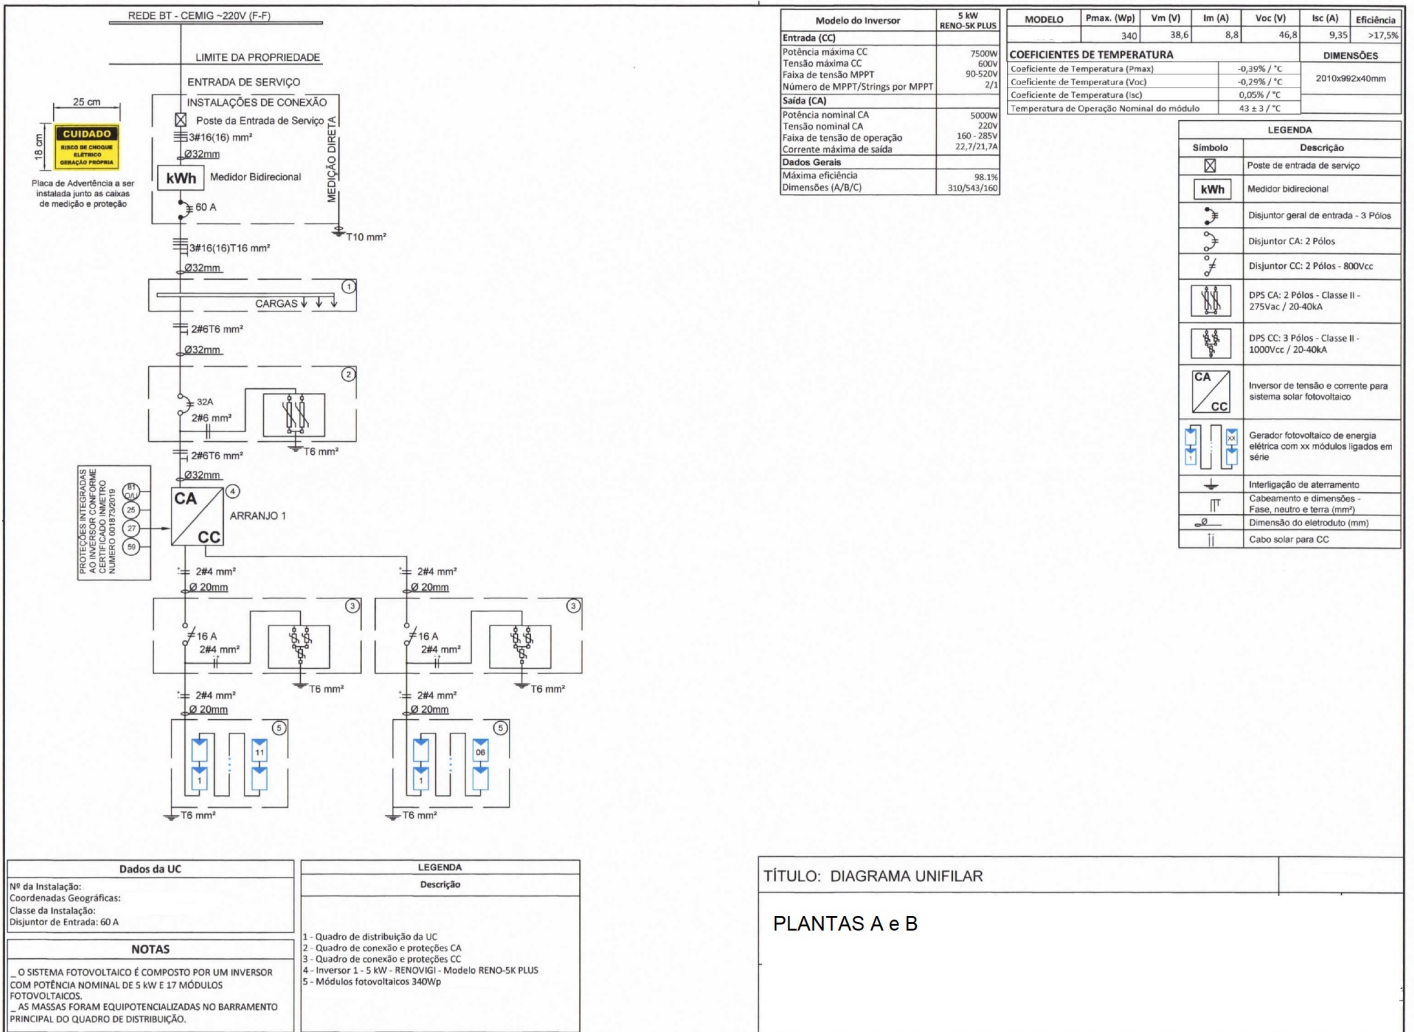 REDE BT - CEMIG ~220V (F-F)
LIMITE DA PROPRIEDADE
ENTRADA DE SERVIÇO
INSTALAÇÕES DE CONEXÃO
Poste da Entrada de Serviço
3#16(16) mm²
Ø32mm
kWh
Medidor Bidirecional
MEDIÇÃO DIRETA
60 A
T10 mm²
25 cm
18 cm
CUIDADO
RISCO DE CHOQUE
ELÉTRICO
GERAÇÃO PRÓPRIA
Placa de Advertência a ser
instalada junto as caixas
de medição e proteção
3#16(16)T16 mm²
Ø32mm
1
CARGAS
2#6T6 mm²
Ø32mm
2
32A
2#6 mm²
T6 mm²
2#6T6 mm²
Ø32mm
PROTEÇÕES INTEGRADAS
AO INVERSOR CONFORME
CERTIFICADO INMETRO
NUMERO 001873/2019
81
O/U
25
27
59
CA
CC
4
ARRANJO 1
2#4 mm²
Ø 20mm
3
16 A
2#4 mm²
T6 mm²
2#4 mm²
Ø 20mm
5
11
1
T6 mm²
2#4 mm²
Ø 20mm
3
16 A
2#4 mm²
T6 mm²
2#4 mm²
Ø 20mm
5
06
1
T6 mm²
Modelo do Inversor 5 kW
RENO-5K PLUS
Entrada (CC)
Potência máxima CC 7500W
Tensão máxima CC 600V
Faixa de tensão MPPT 90-520V
Número de MPPT/Strings por MPPT 2/1
Saída (CA)
Potência nominal CA 5000W
Tensão nominal CA 220V
Faixa de tensão de operação 160 - 285V
Corrente máxima de saída 22,7/21,7A
Dados Gerais
Máxima eficiência 98.1%
Dimensões (A/B/C) 310/543/160
MODELO Pmax. (Wp) Vm (V) Im (A) Voc (V) Isc (A) Eficiência
340 38,6 8,8 46,8 9,35 >17,5%
COEFICIENTES DE TEMPERATURA DIMENSÕES
Coeficiente de Temperatura (Pmax) -0,39% / °C
Coeficiente de Temperatura (Voc) -0,29% / °C
2010x992x40mm
Coeficiente de Temperatura (Isc) 0,05% / °C
Temperatura de Operação Nominal do módulo 43 ± 3 / °C
LEGENDA
Símbolo Descrição
Poste de entrada de serviço
kWh Medidor bidirecional
Disjuntor geral de entrada - 3 Pólos
Disjuntor CA: 2 Pólos
Disjuntor CC: 2 Pólos - 800Vcc
DPS CA: 2 Pólos - Classe II -
275Vac / 20-40kA
DPS CC: 3 Pólos - Classe II -
1000Vcc / 20-40kA
CA
CC
Inversor de tensão e corrente para
sistema solar fotovoltaico
XX
1
Gerador fotovoltaico de energia
elétrica com xx módulos ligados em
série
Interligação de aterramento
Cabeamento e dimensões -
Fase, neutro e terra (mm²)
Ø Dimensão do eletroduto (mm)
Cabo solar para CC
Dados da UC
Nº da Instalação:
Coordenadas Geográficas:
Classe da Instalação:
Disjuntor de Entrada: 60 A
NOTAS
_ O SISTEMA FOTOVOLTAICO É COMPOSTO POR UM INVERSOR
COM POTÊNCIA NOMINAL DE 5 kW E 17 MÓDULOS
FOTOVOLTAICOS.
_ AS MASSAS FORAM EQUIPOTENCIALIZADAS NO BARRAMENTO
PRINCIPAL DO QUADRO DE DISTRIBUIÇÃO.
LEGENDA
Descrição
1 - Quadro de distribuição da UC
2 - Quadro de conexão e proteções CA
3 - Quadro de conexão e proteções CC
4 - Inversor 1 - 5 kW - RENOVIGI - Modelo RENO-5K PLUS
5 - Módulos fotovoltaicos 340Wp
TÍTULO: DIAGRAMA UNIFILAR
PLANTAS A e B